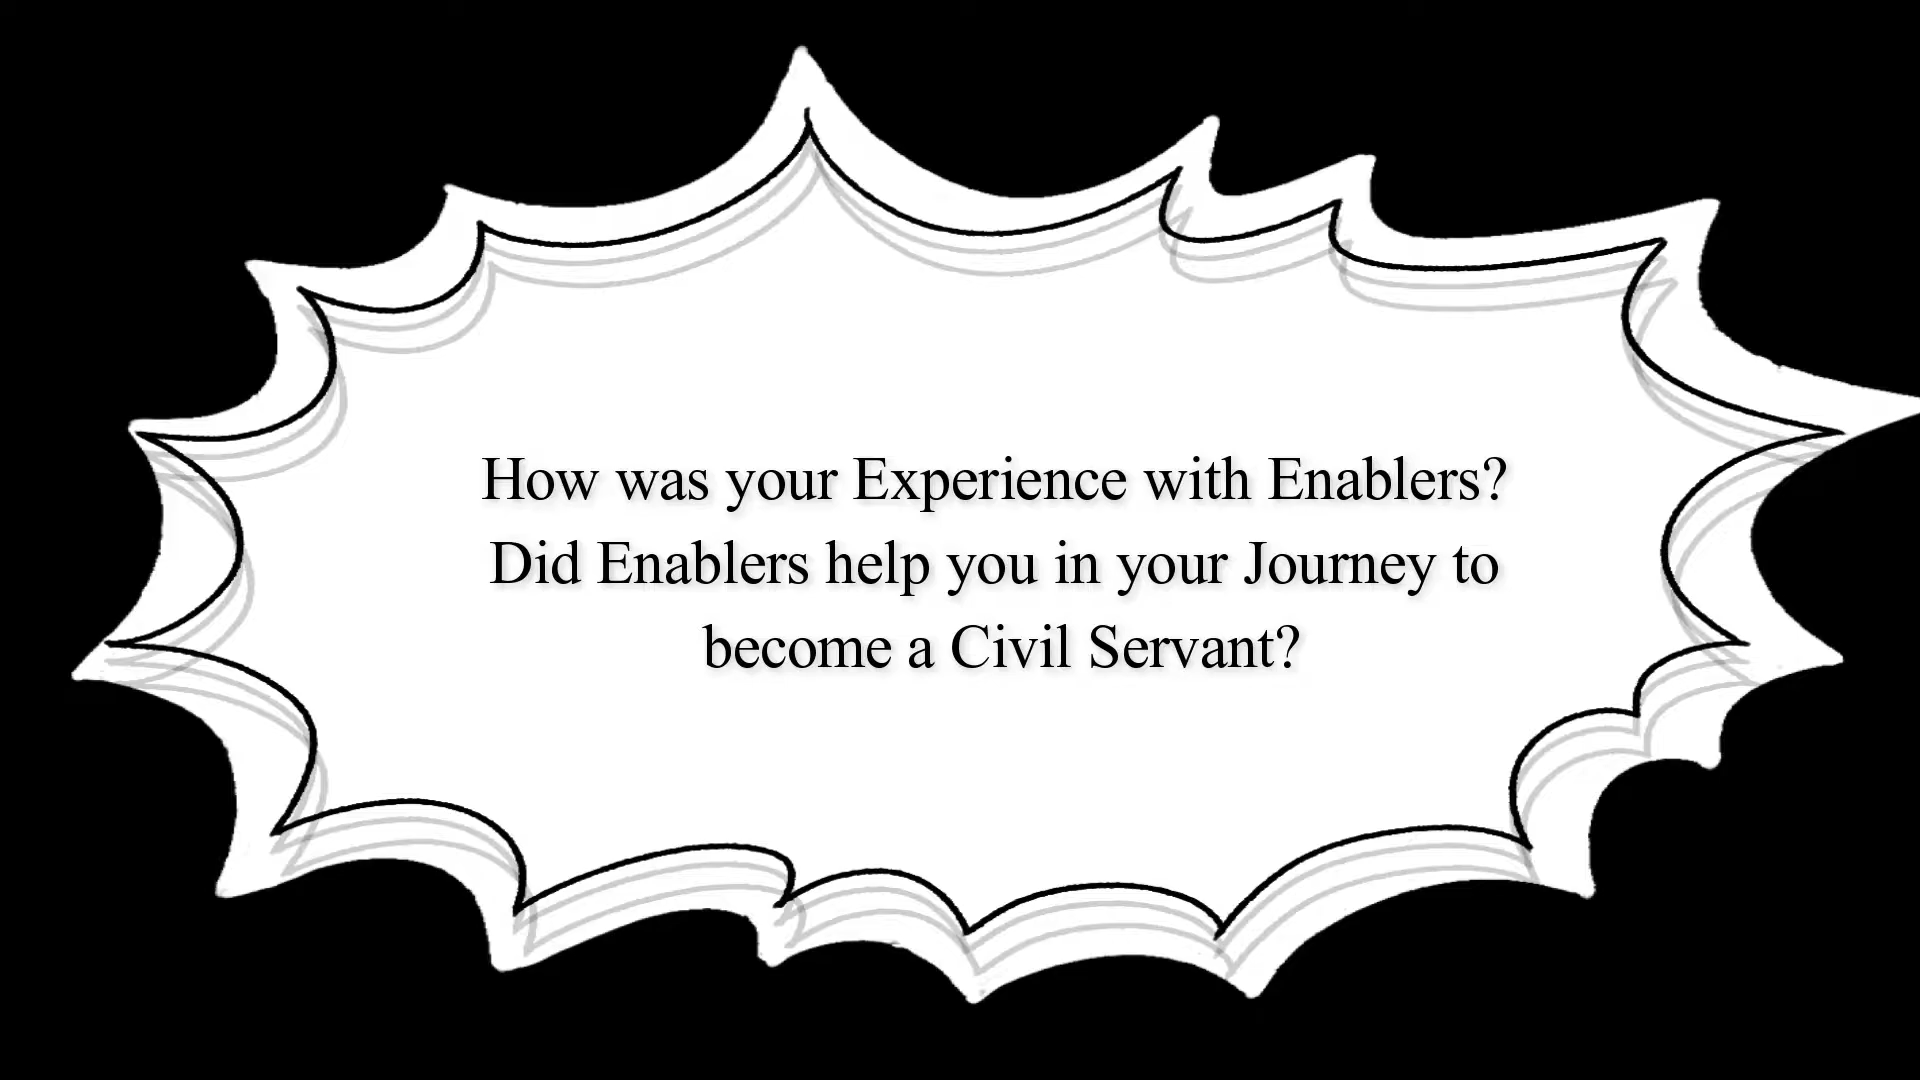 How was your Experience with Enablers?
Did Enablers help you in your Journey to
become a Civil Servant?